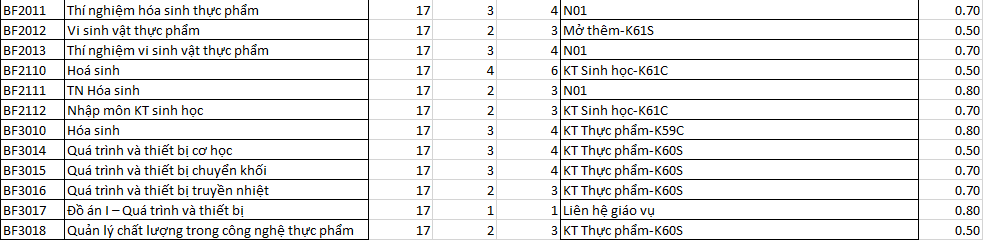 BF2011 Thí nghiệm hóa sinh thực phẩm 17 3 4 N01 0.70
BF2012 Vi sinh vật thực phẩm 17 2 3 Mở thêm-K61S 0.50
BF2013 Thí nghiệm vi sinh vật thực phẩm 17 3 4 N01 0.70
BF2110 Hoá sinh 17 4 6 KT Sinh học-K61C 0.50
BF2111 TN Hóa sinh 17 2 3 N01 0.80
BF2112 Nhập môn KT sinh học 17 2 3 KT Sinh học-K61C 0.70
BF3010 Hóa sinh 17 3 4 KT Thực phẩm-K59C 0.80
BF3014 Quá trình và thiết bị cơ học 17 3 4 KT Thực phẩm-K60S 0.50
BF3015 Quá trình và thiết bị chuyển khối 17 3 4 KT Thực phẩm-K60S 0.70
BF3016 Quá trình và thiết bị truyền nhiệt 17 2 3 KT Thực phẩm-K60S 0.70
BF3017 Đồ án I – Quá trình và thiết bị 17 1 1 Liên hệ giáo vụ 0.80
BF3018 Quản lý chất lượng trong công nghệ thực phẩm 17 2 3 KT Thực phẩm-K60S 0.50